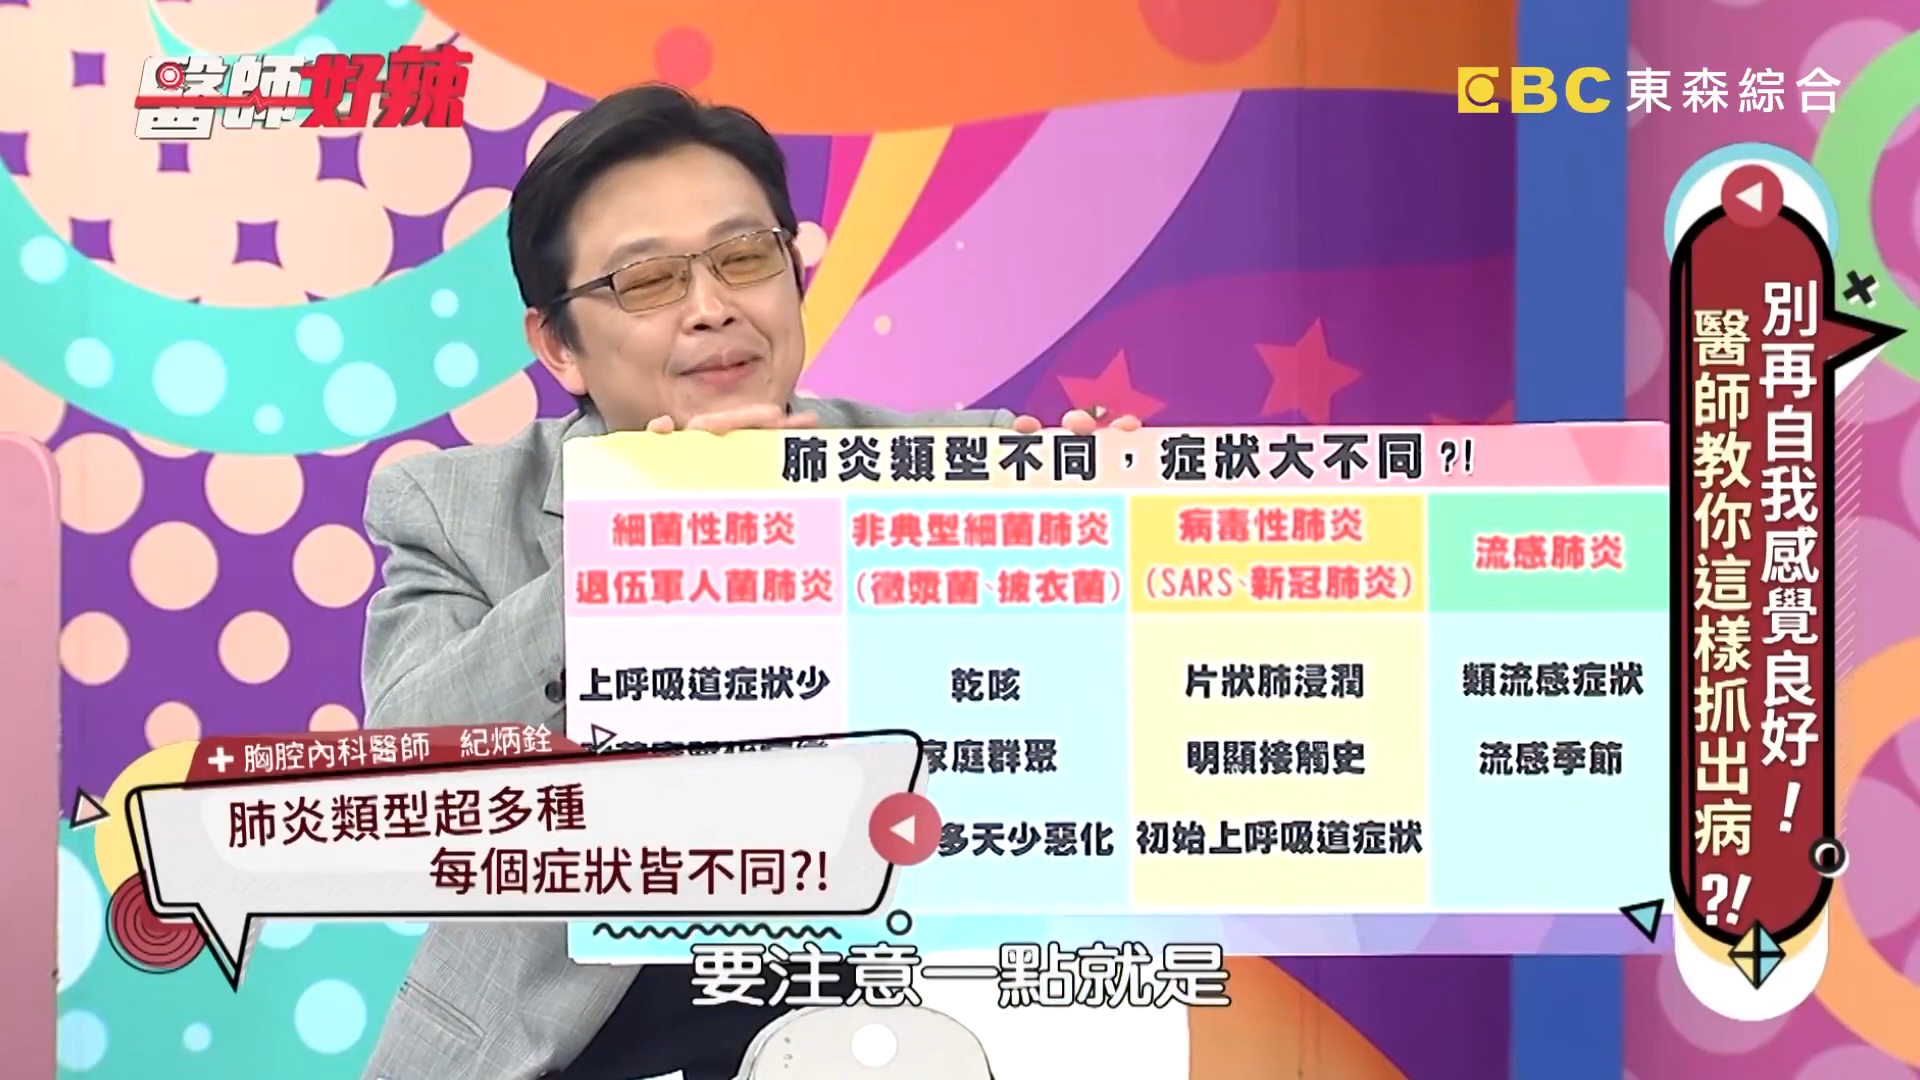 醫師好辣
EBC東森綜合
別再自我感覺良好！
醫師教你這樣抓出病?!
肺炎類型不同，症狀大不同?!
細菌性肺炎
退伍軍人菌肺炎
非典型細菌肺炎
(黴漿菌、披衣菌)
病毒性肺炎
(SARS、新冠肺炎)
流感肺炎
上呼吸道症狀少
乾咳
家庭群聚
多天少惡化
片狀肺浸潤
明顯接觸史
初始上呼吸道症狀
類流感症狀
流感季節
胸腔內科醫師 紀炳銓
肺炎類型超多種
每個症狀皆不同?!
要注意一點就是